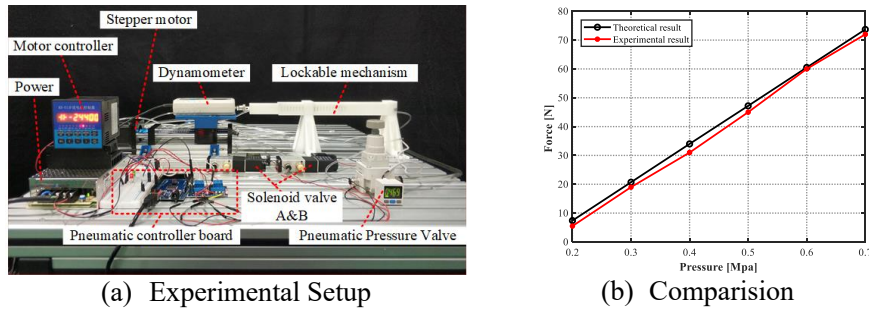 Stepper motor
Motor controller
Dynamometer
Lockable mechanism
Power
24400
Solenoid valve
A&B
Pneumatic controller board
Pneumatic Pressure Valve
(a) Experimental Setup
80
70
60
50
40
30
20
10
0
Force [N]
Theoretical result
Experimental result
0.2
0.3
0.4
0.5
0.6
0.7
Pressure [Mpa]
(b) Comparision